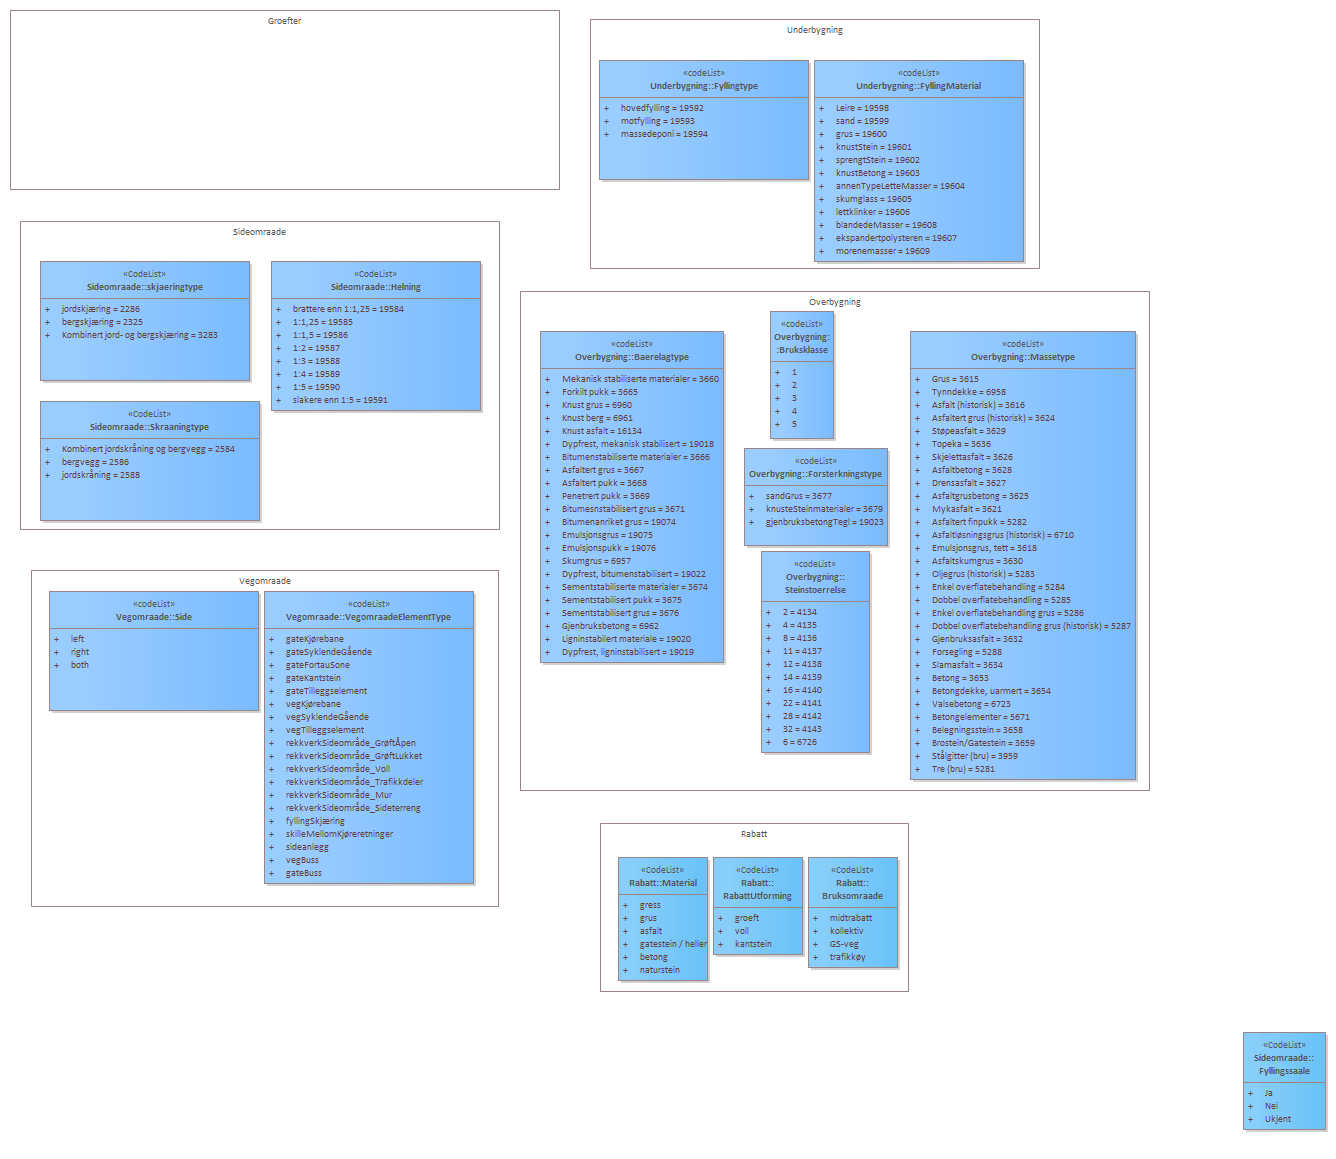 Groefter
Underbygning
«codeList»
Underbygning::Fyllingtype
+ hovedfylling = 19592
+ motfylling = 19593
+ massedeponi = 19594
«codeList»
Underbygning::FyllingMaterial
+ Leire = 19598
+ sand = 19599
+ grus = 19600
+ knustStein = 19601
+ sprengtStein = 19602
+ knustBetong = 19603
+ annenTypeLetteMasser = 19604
+ skumglass = 19605
+ lettklinker = 19606
+ blandedeMasser = 19608
+ ekspandertpolysteren = 19607
+ morenemasser = 19609
Sideomraade
«CodeList»
Sideomraade::skjaeringtype
+ jordskjæring = 2286
+ bergskjæring = 2325
+ Kombinert jord- og bergskjæring = 3283
«CodeList»
Sideomraade::Helning
+ brattere enn 1:1,25 = 19584
+ 1:1,25 = 19585
+ 1:1,5 = 19586
+ 1:2 = 19587
+ 1:3 = 19588
+ 1:4 = 19589
+ 1:5 = 19590
+ slakere enn 1:5 = 19591
«CodeList»
Sideomraade::Skraaningtype
+ Kombinert jordskråning og bergvegg = 2584
+ bergvegg = 2586
+ jordskråning = 2588
Overbygning
«codeList»
Overbygning::Baerelagtype
+ Mekanisk stabiliserte materialer = 3660
+ Forkilt pukk = 3665
+ Knust grus = 6960
+ Knust berg = 6961
+ Knust asfalt = 16134
+ Dypfrest, mekanisk stabilisert = 19018
+ Bitumenstabiliserte materialer = 3666
+ Asfaltert grus = 3667
+ Asfaltert pukk = 3668
+ Penetrert pukk = 3669
+ Bitumesnstabilisert grus = 3671
+ Bitumenanriket grus = 19074
+ Emulsjonsgrus = 19075
+ Emulsjonspukk = 19076
+ Skumgrus = 6957
+ Dypfrest, bitumenstabilisert = 19022
+ Sementstabiliserte materialer = 3674
+ Sementstabilisert pukk = 3675
+ Sementstabilisert grus = 3676
+ Gjenbruksbetong = 6962
+ Ligninstabilert materiale = 19020
+ Dypfrest, ligninstabilisert = 19019
«codeList»
Overbygning:
:Bruksklasse
+ 1
+ 2
+ 3
+ 4
+ 5
«codeList»
Overbygning::Forsterkningstype
+ sandGrus = 3677
+ knusteSteinmaterialer = 3679
+ gjenbruksbetongTegl = 19023
«codeList»
Overbygning::
Steinstoerrelse
+ 2 = 4134
+ 4 = 4135
+ 8 = 4136
+ 11 = 4137
+ 12 = 4138
+ 14 = 4139
+ 16 = 4140
+ 22 = 4141
+ 28 = 4142
+ 32 = 4143
+ 6 = 6726
«codeList»
Overbygning::Massetype
+ Grus = 3615
+ Tynndekke = 6958
+ Asfalt (historisk) = 3616
+ Asfaltert grus (historisk) = 3624
+ Støpeasfalt = 3629
+ Topeka = 3636
+ Skjelettasfalt = 3626
+ Asfaltbetong = 3628
+ Drensasfalt = 3627
+ Asfaltgrusbetong = 3625
+ Mykasfalt = 3621
+ Asfaltert finpukk = 5282
+ Asfaltløsningsgrus (historisk) = 6710
+ Emulsjonsgrus, tett = 3618
+ Asfaltskumgrus = 3630
+ Oljegrus (historisk) = 5283
+ Enkel overflatebehandling = 5284
+ Dobbel overflatebehandling = 5285
+ Enkel overflatebehandling grus = 5286
+ Dobbel overflatebehandling grus (historisk) = 5287
+ Gjenbruksasfalt = 3632
+ Forsegling = 5288
+ Slamasfalt = 3634
+ Betong = 3653
+ Betongdekke, uarmert = 3654
+ Valsebetong = 6723
+ Betongelementer = 5671
+ Belegningsstein = 3658
+ Brostein/Gatestein = 3659
+ Stålgitter (bru) = 3959
+ Tre (bru) = 5281
Vegomraade
«codeList»
Vegomraade::Side
+ left
+ right
+ both
«codeList»
Vegomraade::VegomraadeElementType
+ gateKjørebane
+ gateSyklendeGående
+ gateFortauSone
+ gateKantstein
+ gateTilleggselement
+ vegKjørebane
+ vegSyklendeGående
+ vegTilleggselement
+ rekkverkSideområde_GrøftÅpen
+ rekkverkSideområde_GrøftLukket
+ rekkverkSideområde_Voll
+ rekkverkSideområde_Trafikkdeler
+ rekkverkSideområde_Mur
+ rekkverkSideområde_Sideterreng
+ fyllingSkjæring
+ skilleMellomKjøreretninger
+ sideanlegg
+ vegBuss
+ gateBuss
Rabatt
«CodeList»
Rabatt::Material
+ gress
+ grus
+ asfalt
+ gatestein / heller
+ betong
+ naturstein
«CodeList»
Rabatt::
RabattUtforming
+ groeft
+ voll
+ kantstein
«CodeList»
Rabatt::
Bruksomraade
+ midtrabatt
+ kollektiv
+ GS-veg
+ trafikkøy
«CodeList»
Sideomraade::
Fyllingssaale
+ Ja
+ Nei
+ Ukjent